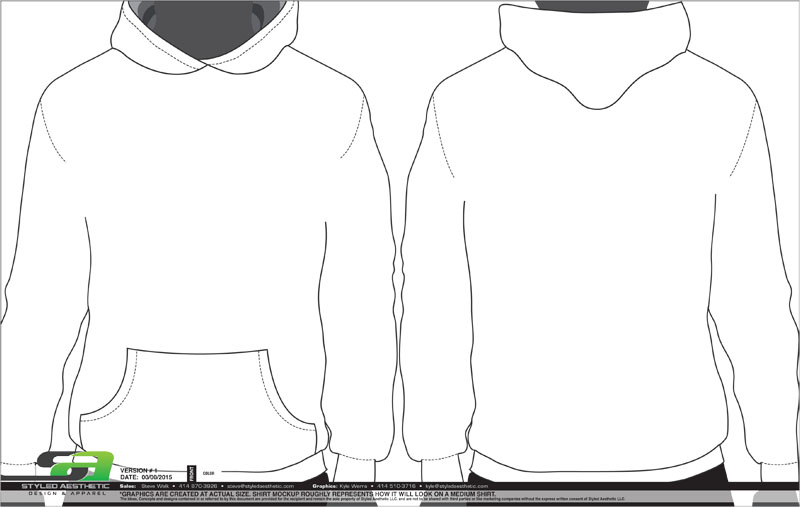 VERSION # 1
DATE: 00/00/2015
FRONT
COLOR
STYLED AESTHETIC
DESIGN & APPAREL
Sales: Steve Welk • 414 870-3926 • steve@styledaesthetic.com
Graphics: Kyle Werra • 414 510-3716 • kyle@styledaesthetic.com
*GRAPHICS ARE CREATED AT ACTUAL SIZE. SHIRT MOCKUP ROUGHLY REPRESENTS HOW IT WILL LOOK ON A MEDIUM SHIRT.
The Ideas, Concepts and designs contained in or referred to by this document are provided for the recipient and remain the sole property of Styled Aesthetic LLC. and are not to be shared with third parties or like marketing companies without the express written consent of Styled Aesthetic LLC.